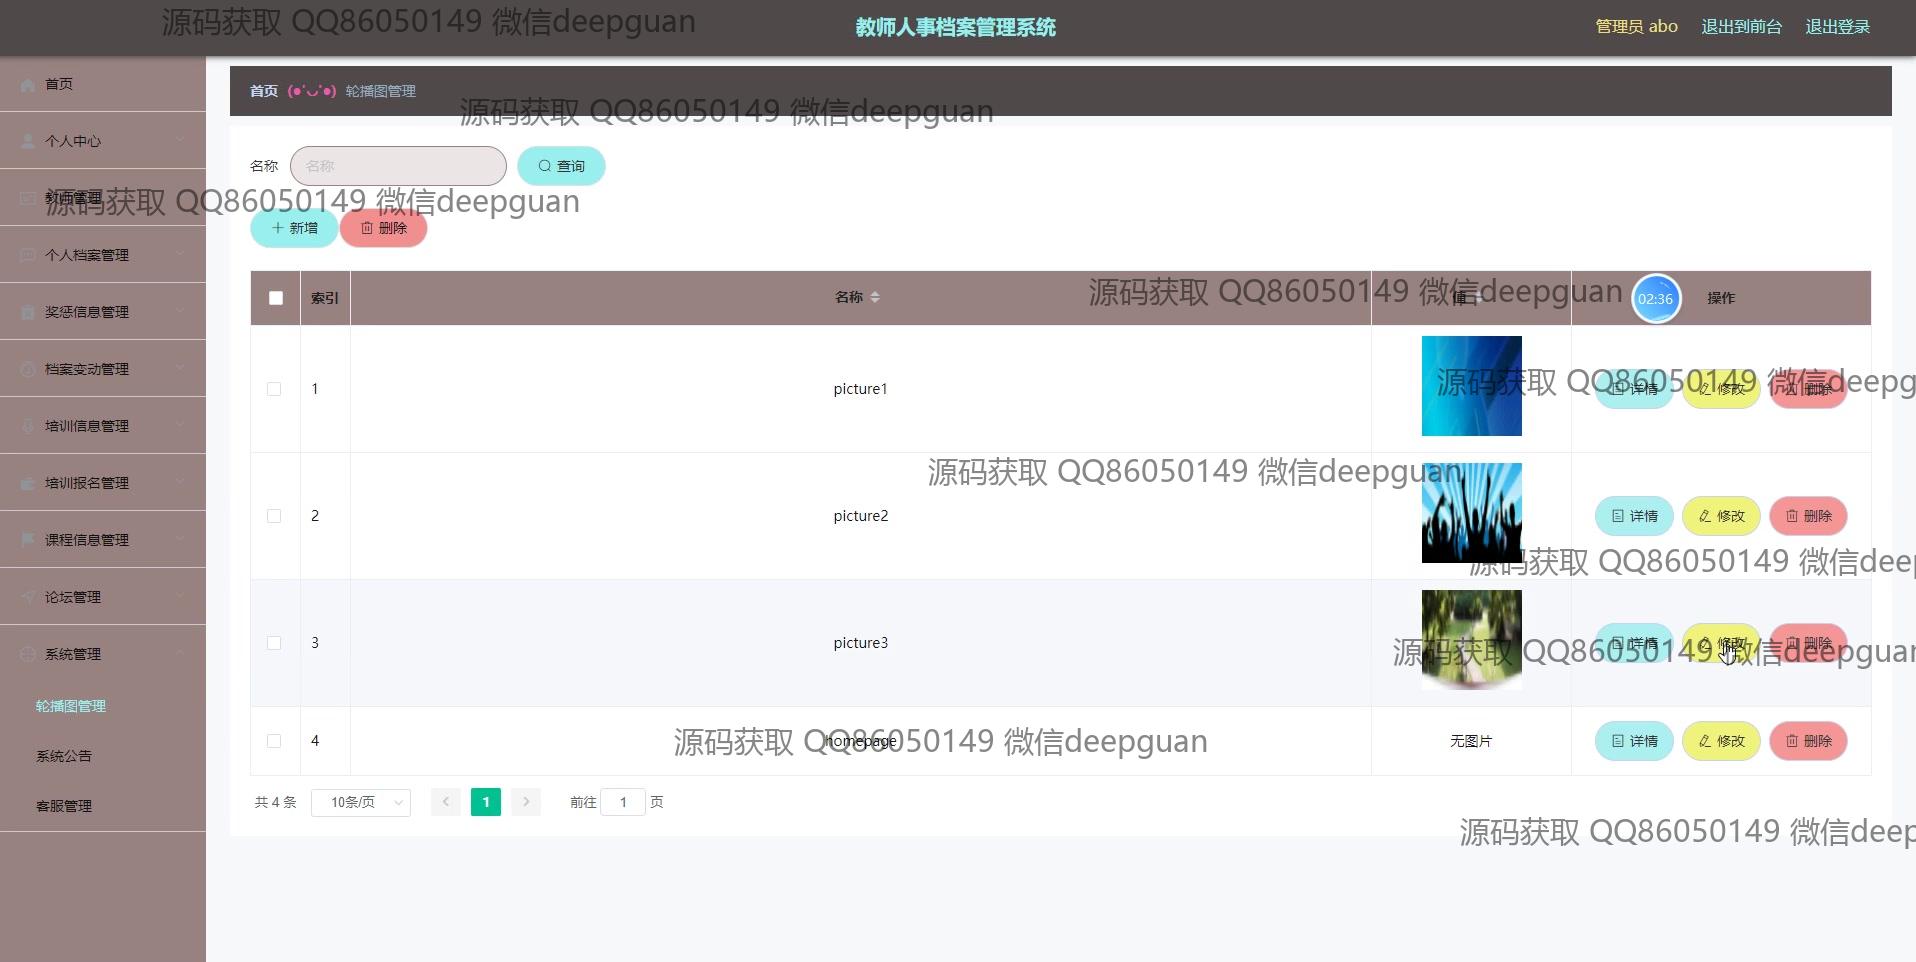 源码获取 QQ86050149 微信deepguan
教师人事档案管理系统
管理员 abo
退出到前台
退出登录
首页
个人中心
教师管理
个人档案管理
奖惩信息管理
档案变动管理
培训信息管理
培训报名管理
课程信息管理
论坛管理
系统管理
轮播图管理
系统公告
客服管理
首页 (●'◡'●) 轮播图管理
源码获取 QQ86050149 微信deepguan
名称 名称 查询
源码获取 QQ86050149 微信deepguan
新增 删除
索引 名称 值 操作
源码获取 QQ86050149 微信deepguan
02:36
1 picture1 详情 修改 删除
源码获取 QQ86050149 微信deepg
源码获取 QQ86050149 微信deepguan
2 picture2 详情 修改 删除
源码获取 QQ86050149 微信deep
3 picture3 详情 修改 删除
源码获取 QQ86050149 微信deepguan
4 homepage 无图片 详情 修改 删除
源码获取 QQ86050149 微信deepguan
共 4 条 10条/页 1 前往 1 页
源码获取 QQ86050149 微信deep